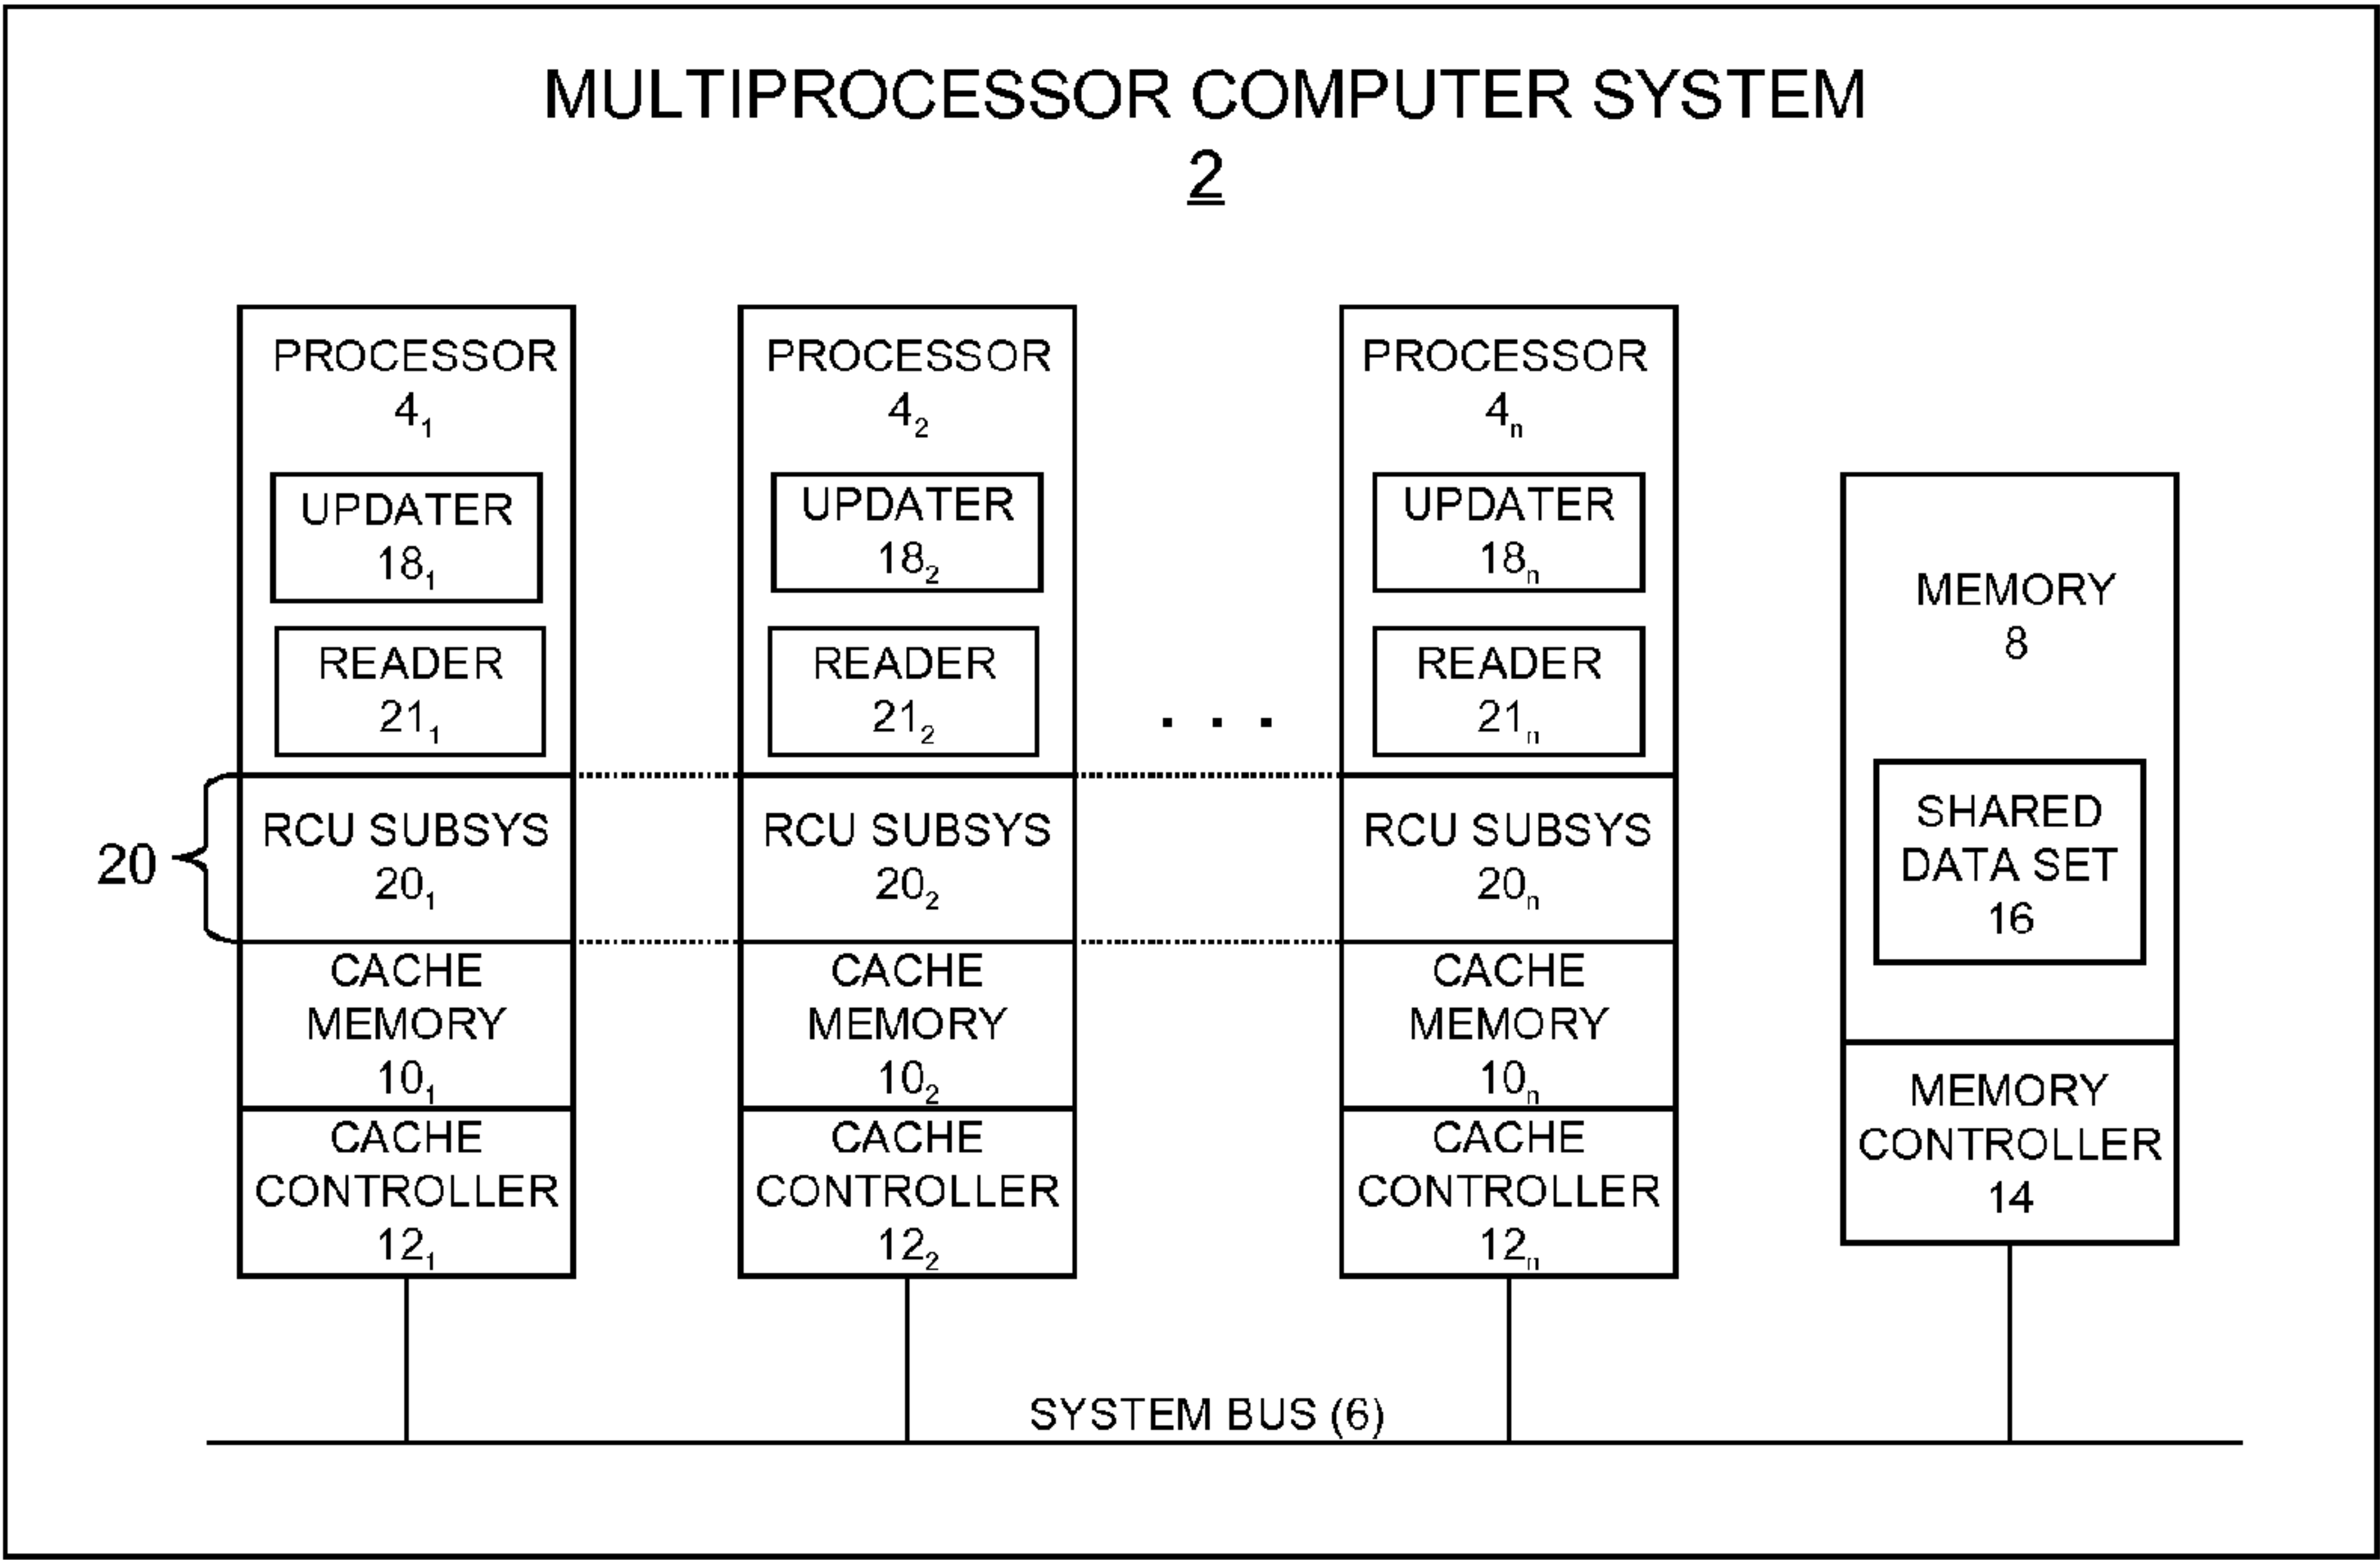 MULTIPROCESSOR COMPUTER SYSTEM
2
PROCESSOR
4₁
UPDATER
18₁
READER
21₁
RCU SUBSYS
20₁
CACHE
MEMORY
10₁
CACHE
CONTROLLER
12₁
20
PROCESSOR
4₂
UPDATER
18₂
READER
21₂
RCU SUBSYS
20₂
CACHE
MEMORY
10₂
CACHE
CONTROLLER
12₂
. . .
PROCESSOR
4ₙ
UPDATER
18ₙ
READER
21ₙ
RCU SUBSYS
20ₙ
CACHE
MEMORY
10ₙ
CACHE
CONTROLLER
12ₙ
MEMORY
8
SHARED
DATA SET
16
MEMORY
CONTROLLER
14
SYSTEM BUS (6)